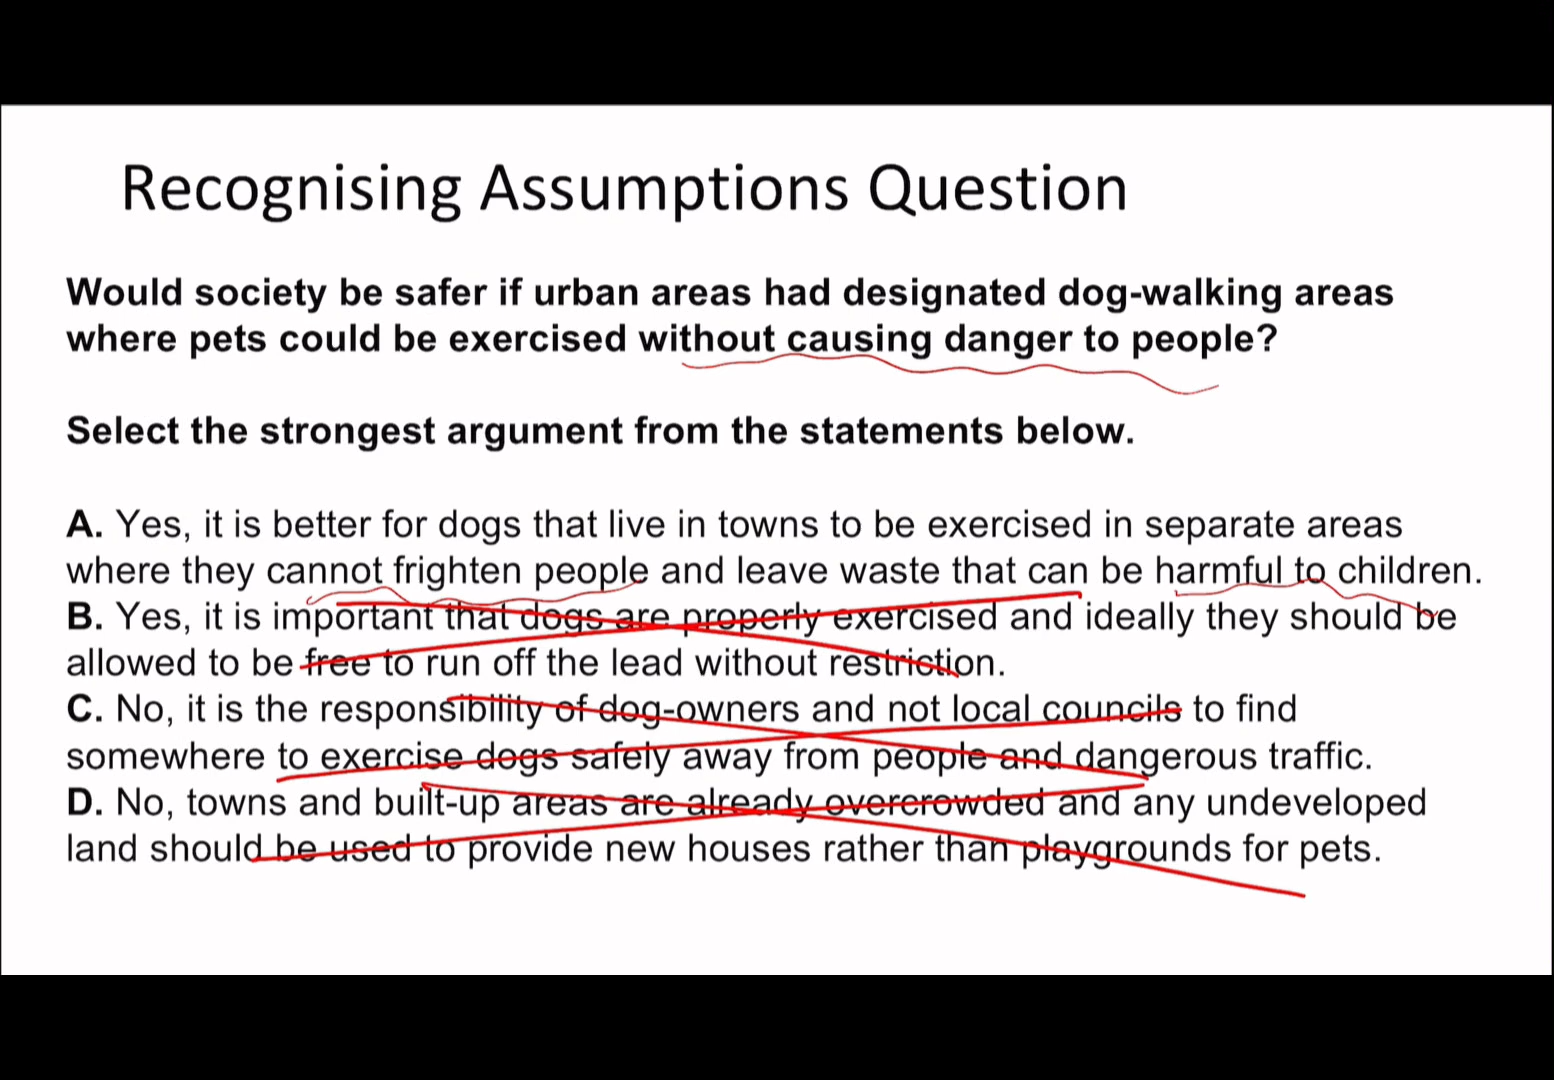 Recognising Assumptions Question
Would society be safer if urban areas had designated dog-walking areas
where pets could be exercised without causing danger to people?
Select the strongest argument from the statements below.
A. Yes, it is better for dogs that live in towns to be exercised in separate areas
where they cannot frighten people and leave waste that can be harmful to children.
B. Yes, it is important that dogs are properly exercised and ideally they should be
allowed to be free to run off the lead without restriction.
C. No, it is the responsibility of dog-owners and not local councils to find
somewhere to exercise dogs safely away from people and dangerous traffic.
D. No, towns and built-up areas are already overcrowded and any undeveloped
land should be used to provide new houses rather than playgrounds for pets.